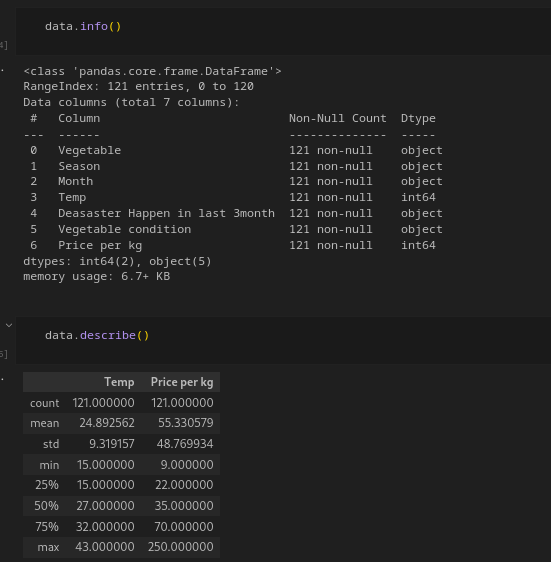 data.info()
4]
<class 'pandas.core.frame.DataFrame'>
RangeIndex: 121 entries, 0 to 120
Data columns (total 7 columns):
 #   Column                           Non-Null Count  Dtype
---  ------                           --------------  -----
 0   Vegetable                        121 non-null    object
 1   Season                           121 non-null    object
 2   Month                            121 non-null    object
 3   Temp                             121 non-null    int64
 4   Deasaster Happen in last 3month  121 non-null    object
 5   Vegetable condition              121 non-null    object
 6   Price per kg                     121 non-null    int64
dtypes: int64(2), object(5)
memory usage: 6.7+ KB
data.describe()
Temp Price per kg
count 121.000000 121.000000
mean 24.892562 55.330579
std 9.319157 48.769934
min 15.000000 9.000000
25% 15.000000 22.000000
50% 27.000000 35.000000
75% 32.000000 70.000000
max 43.000000 250.000000